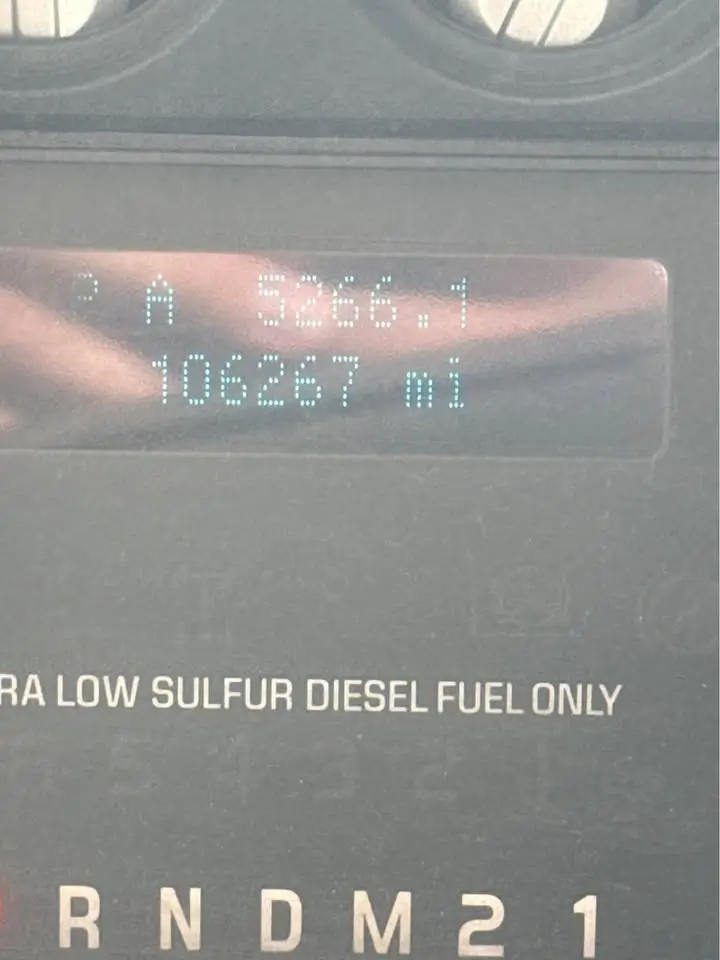 A 5266.1
106267 mi
RA LOW SULFUR DIESEL FUEL ONLY
R N D M 2 1